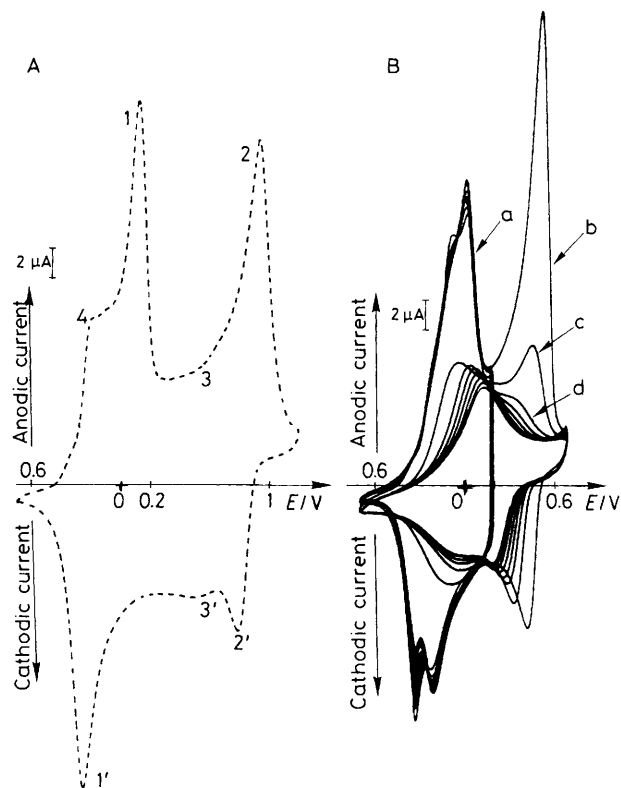 A
1
2
2 μA
4
3
Anodic current
0.6
0
0.2
1
E/V
Cathodic current
3'
2'
1'
B
a
b
2 μA
c
d
Anodic current
0.6
0
0.6
E/V
Cathodic current